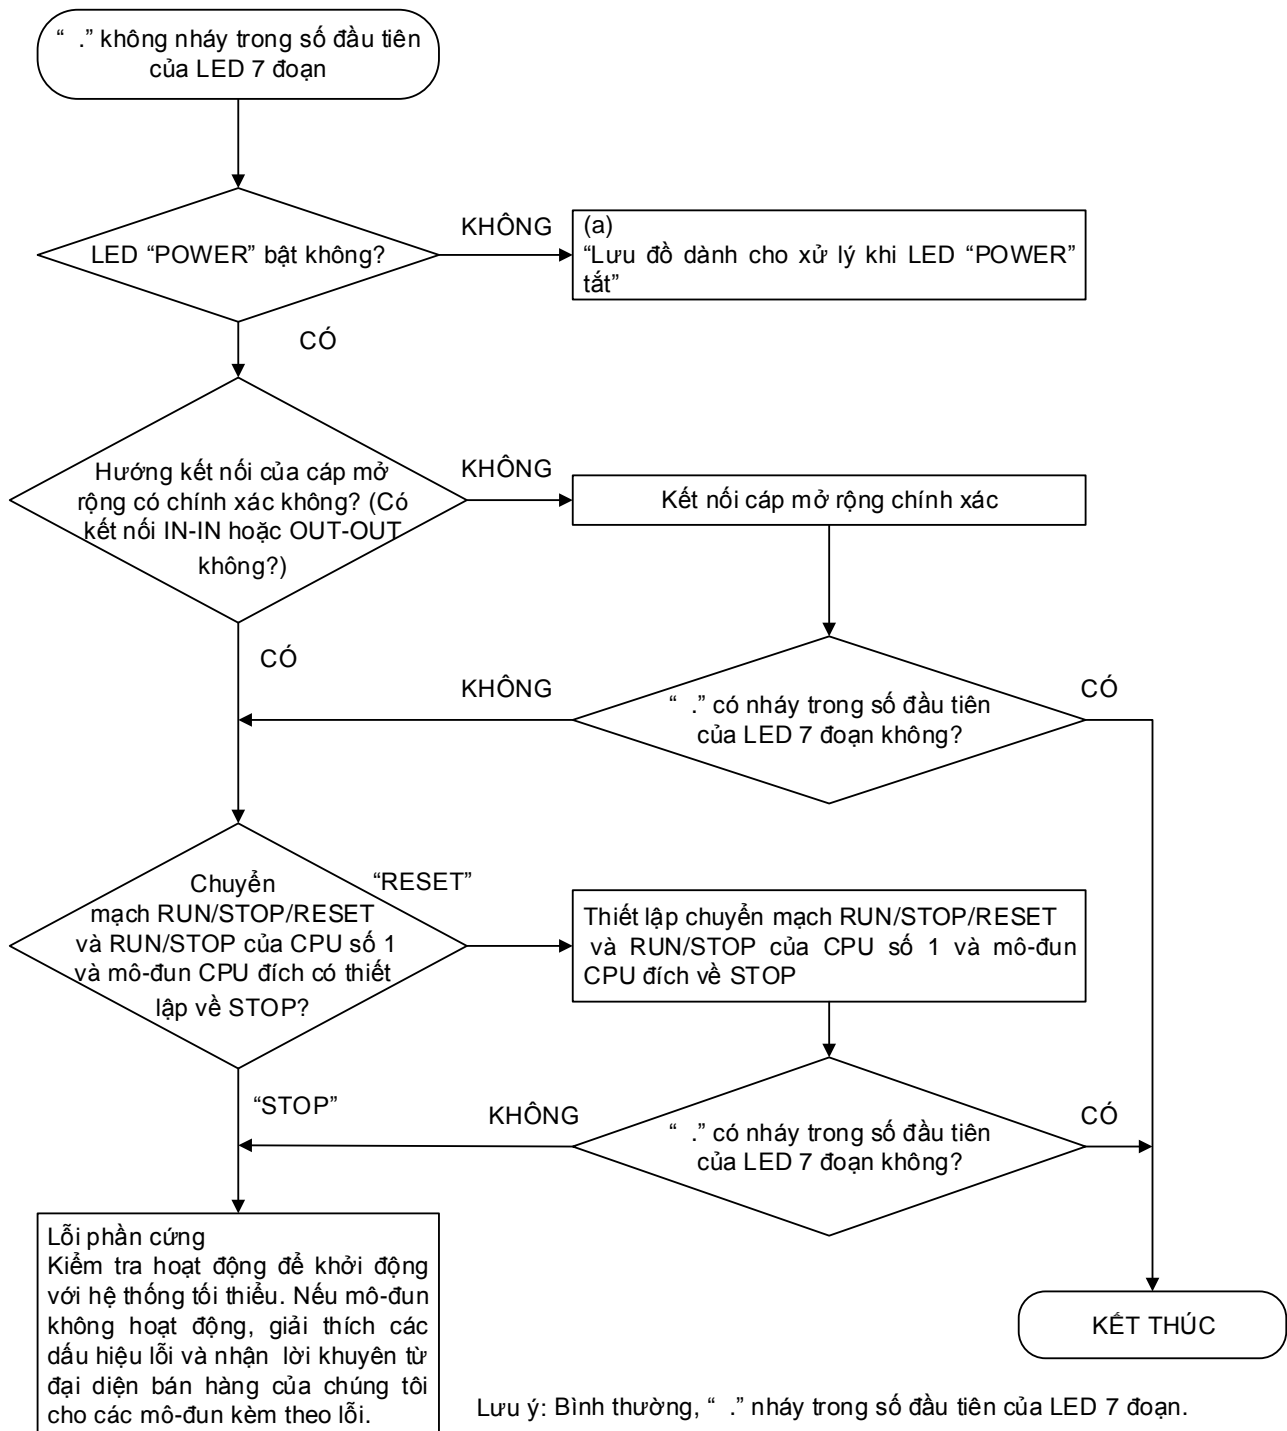 “ .” không nháy trong số đầu tiên
của LED 7 đoạn
LED “POWER” bật không?
KHÔNG
(a)
“Lưu đồ dành cho xử lý khi LED “POWER”
tắt”
CÓ
Hướng kết nối của cáp mở
rộng có chính xác không? (Có
kết nối IN-IN hoặc OUT-OUT
không?)
KHÔNG
Kết nối cáp mở rộng chính xác
CÓ
KHÔNG
“ .” có nháy trong số đầu tiên
của LED 7 đoạn không?
CÓ
Chuyển
mạch RUN/STOP/RESET
và RUN/STOP của CPU số 1
và mô-đun CPU đích có thiết
lập về STOP?
“RESET”
Thiết lập chuyển mạch RUN/STOP/RESET
và RUN/STOP của CPU số 1 và mô-đun
CPU đích về STOP
“STOP”
KHÔNG
“ .” có nháy trong số đầu tiên
của LED 7 đoạn không?
CÓ
Lỗi phần cứng
Kiểm tra hoạt động để khởi động
với hệ thống tối thiểu. Nếu mô-đun
không hoạt động, giải thích các
dấu hiệu lỗi và nhận lời khuyên từ
đại diện bán hàng của chúng tôi
cho các mô-đun kèm theo lỗi.
KẾT THÚC
Lưu ý: Bình thường, “ .” nháy trong số đầu tiên của LED 7 đoạn.